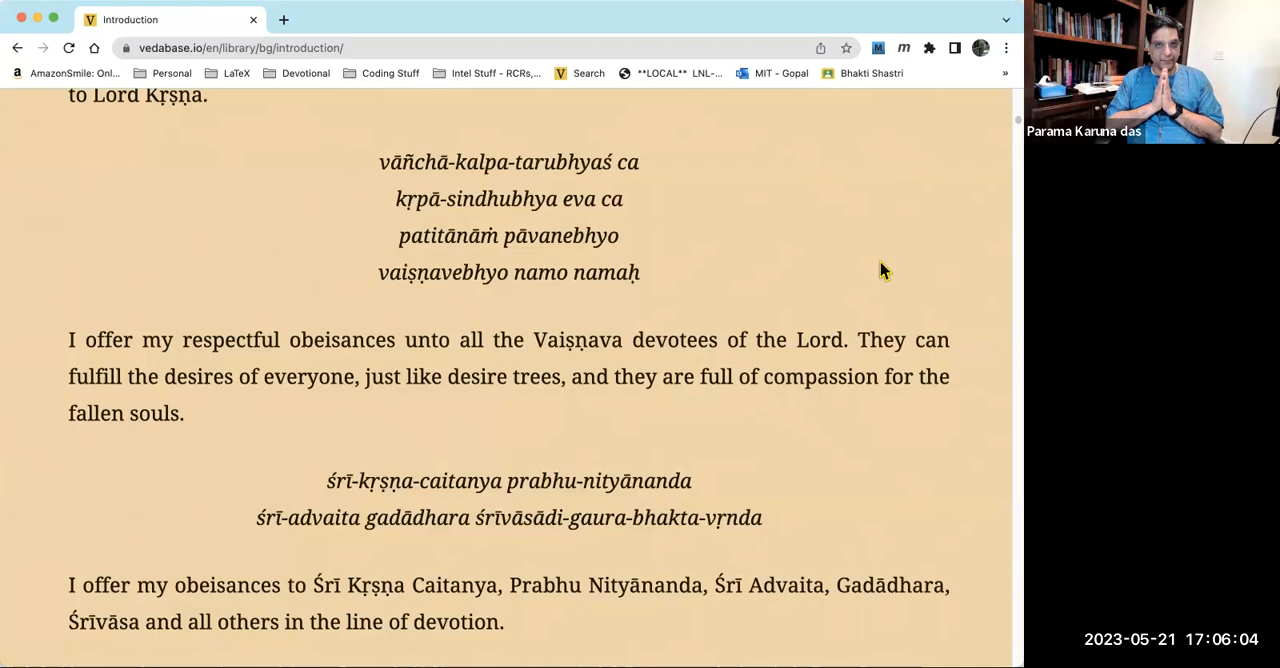 Introduction
vedabase.io/en/library/bg/introduction/
AmazonSmile: Onl...
Personal
LaTeX
Devotional
Coding Stuff
Intel Stuff - RCRs,...
Search
**LOCAL** LNL-...
MIT - Gopal
Bhakti Shastri
»
to Lord Kṛṣṇa.
vāñchā-kalpa-tarubhyaś ca
kṛpā-sindhubhya eva ca
patitānāṁ pāvanebhyo
vaiṣṇavebhyo namo namaḥ
I offer my respectful obeisances unto all the Vaiṣṇava devotees of the Lord. They can
fulfill the desires of everyone, just like desire trees, and they are full of compassion for the
fallen souls.
śrī-kṛṣṇa-caitanya prabhu-nityānanda
śrī-advaita gadādhara śrīvāsādi-gaura-bhakta-vṛnda
I offer my obeisances to Śrī Kṛṣṇa Caitanya, Prabhu Nityānanda, Śrī Advaita, Gadādhara,
Śrīvāsa and all others in the line of devotion.
Parama Karuna das
2023-05-21 17:06:04